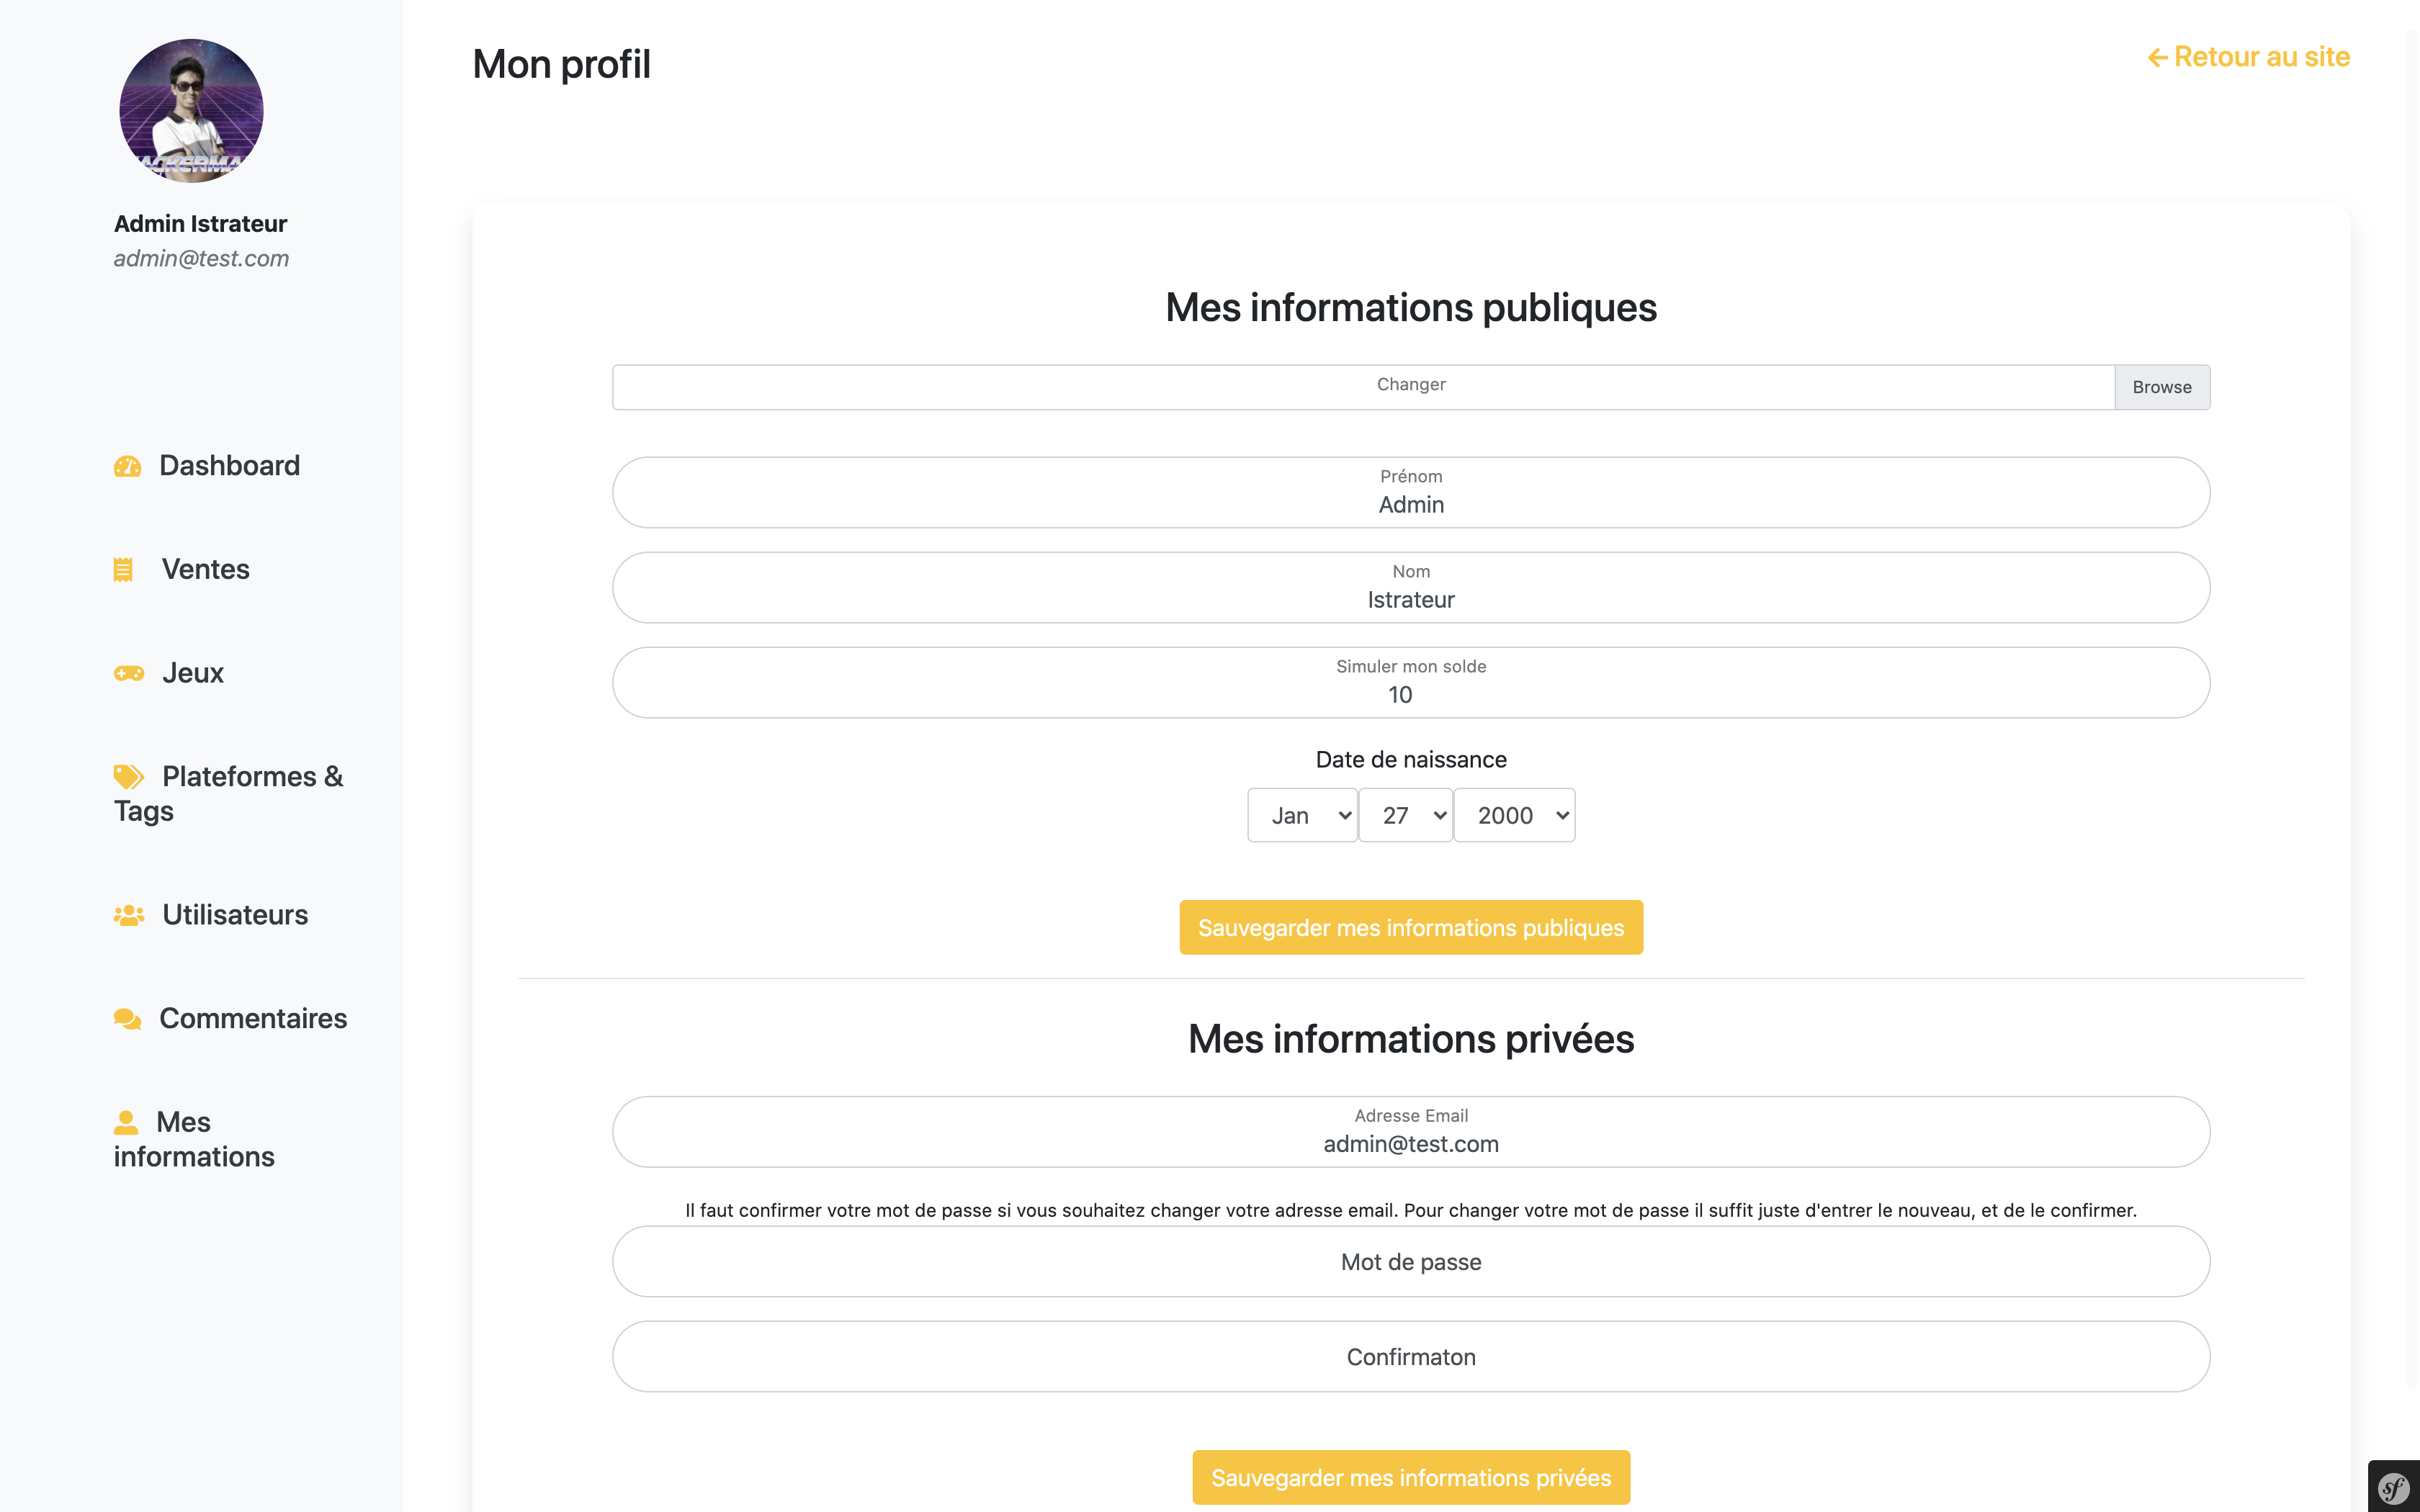 Admin Istrateur
admin@test.com
Dashboard
Ventes
Jeux
Plateformes &
Tags
Utilisateurs
Commentaires
Mes
informations
Mon profil
Retour au site
Mes informations publiques
Changer
Browse
Prénom
Admin
Nom
Istrateur
Simuler mon solde
10
Date de naissance
Jan 27 2000
Sauvegarder mes informations publiques
Mes informations privées
Adresse Email
admin@test.com
Il faut confirmer votre mot de passe si vous souhaitez changer votre adresse email. Pour changer votre mot de passe il suffit juste d'entrer le nouveau, et de le confirmer.
Mot de passe
Confirmaton
Sauvegarder mes informations privées
sf